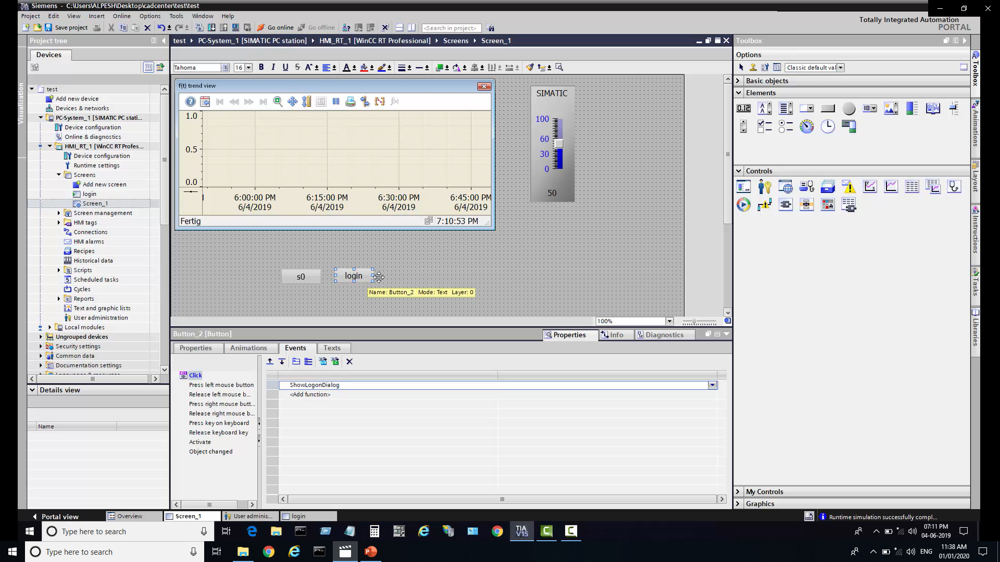 Siemens - C:\Users\ALPESH\Desktop\cadcenter\test\test
Project Edit View Insert Online Options Tools Window Help
Totally Integrated Automation
PORTAL
Save project Go online Go offline <Search in project>
Project tree
test PC-System_1 [SIMATIC PC station] HMI_RT_1 [WinCC RT Professional] Screens Screen_1
Toolbox
Devices
Options
Tahoma 16
Classic default val
Basic objects
Elements
Controls
My Controls
Graphics
Visualization
test
Add new device
Devices & networks
PC-System_1 [SIMATIC PC stati...
Device configuration
Online & diagnostics
HMI_RT_1 [WinCC RT Profes...
Device configuration
Runtime settings
Screens
Add new screen
login
Screen_1
Screen management
HMI tags
Connections
HMI alarms
Recipes
Historical data
Scripts
Scheduled tasks
Cycles
Reports
Text and graphic lists
User administration
Local modules
Ungrouped devices
Security settings
Common data
Documentation settings
Details view
Name
f(t) trend view
1.0
0.5
0.0
6:00:00 PM 6:15:00 PM 6:30:00 PM 6:45:00 PM
6/4/2019 6/4/2019 6/4/2019 6/4/2019
Fertig 7:10:53 PM
SIMATIC
100
60
30
0
50
s0 login
Name: Button_2 Mode: Text Layer: 0
100%
Button_2 [Button]
Properties Info Diagnostics
Properties Animations Events Texts
Click
Press left mouse button
Release left mouse b...
Press right mouse butt...
Release right mouse b...
Press key on keyboard
Release keyboard key
Activate
Object changed
ShowLogonDialog
<Add function>
Toolbox
Animations
Layout
Instructions
Tasks
Libraries
Portal view Overview Screen_1 User adminis... login
Runtime simulation successfully compl...
Type here to search
TIA
V15
07:11 PM
04-06-2019
Type here to search
ENG
11:38 AM
01/01/2020